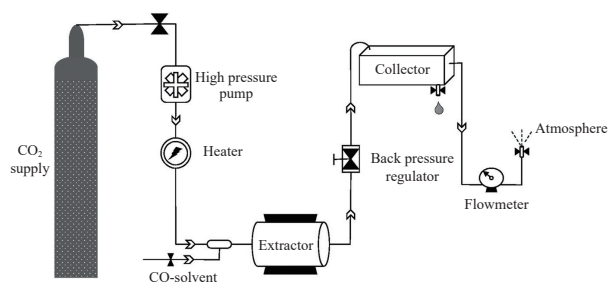 CO₂
supply
High pressure
pump
Heater
CO-solvent
Extractor
Back pressure
regulator
Collector
Flowmeter
Atmosphere